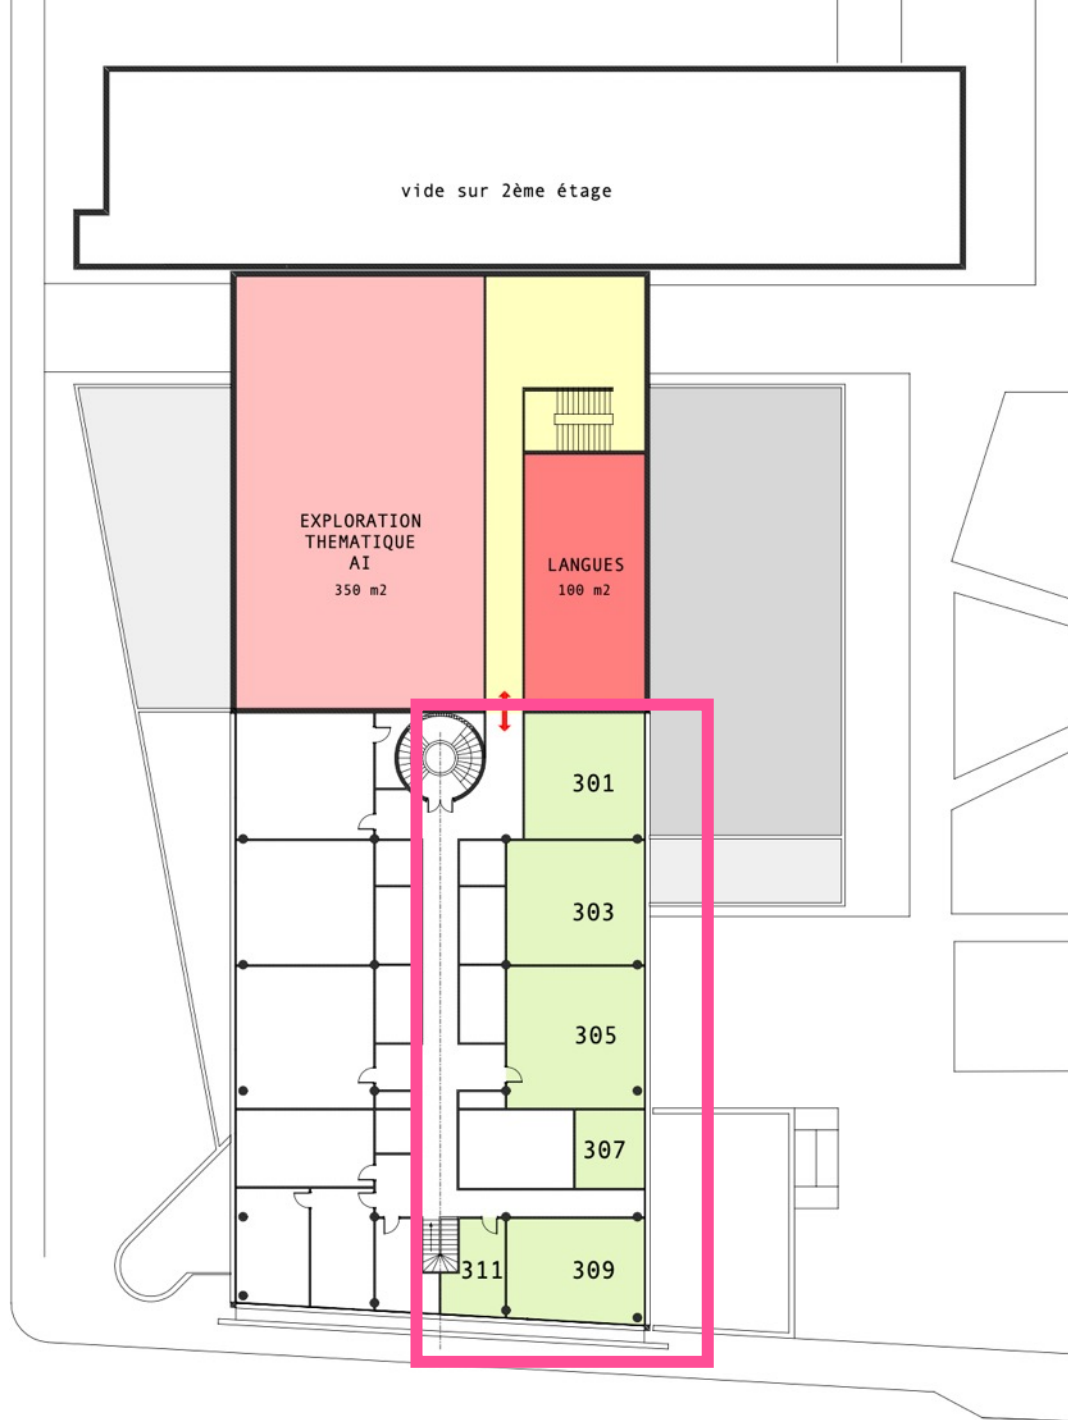 vide sur 2ème étage
EXPLORATION
THEMATIQUE
AI
350 m2
LANGUES
100 m2
301
303
305
307
311
309